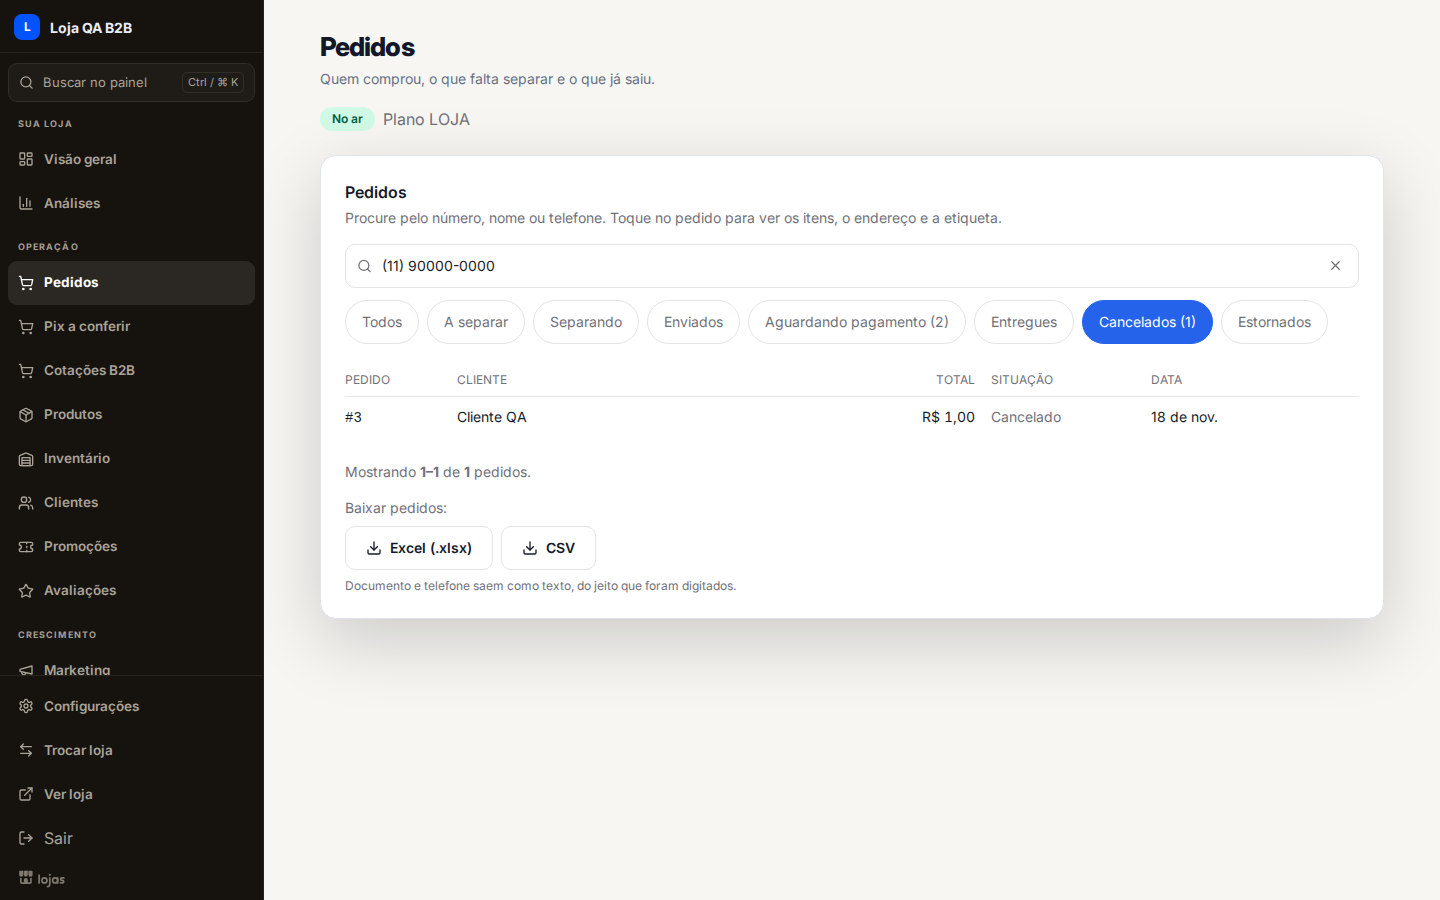 L Loja QA B2B
Buscar no painel Ctrl / ⌘ K
SUA LOJA
Visão geral
Análises
OPERAÇÃO
Pedidos
Pix a conferir
Cotações B2B
Produtos
Inventário
Clientes
Promoções
Avaliações
CRESCIMENTO
Marketing
Configurações
Trocar loja
Ver loja
Sair
lojas
Pedidos
Quem comprou, o que falta separar e o que já saiu.
No ar Plano LOJA
Pedidos
Procure pelo número, nome ou telefone. Toque no pedido para ver os itens, o endereço e a etiqueta.
(11) 90000-0000
Todos A separar Separando Enviados Aguardando pagamento (2) Entregues Cancelados (1) Estornados
PEDIDO CLIENTE TOTAL SITUAÇÃO DATA
#3 Cliente QA R$ 1,00 Cancelado 18 de nov.
Mostrando 1–1 de 1 pedidos.
Baixar pedidos:
Excel (.xlsx) CSV
Documento e telefone saem como texto, do jeito que foram digitados.